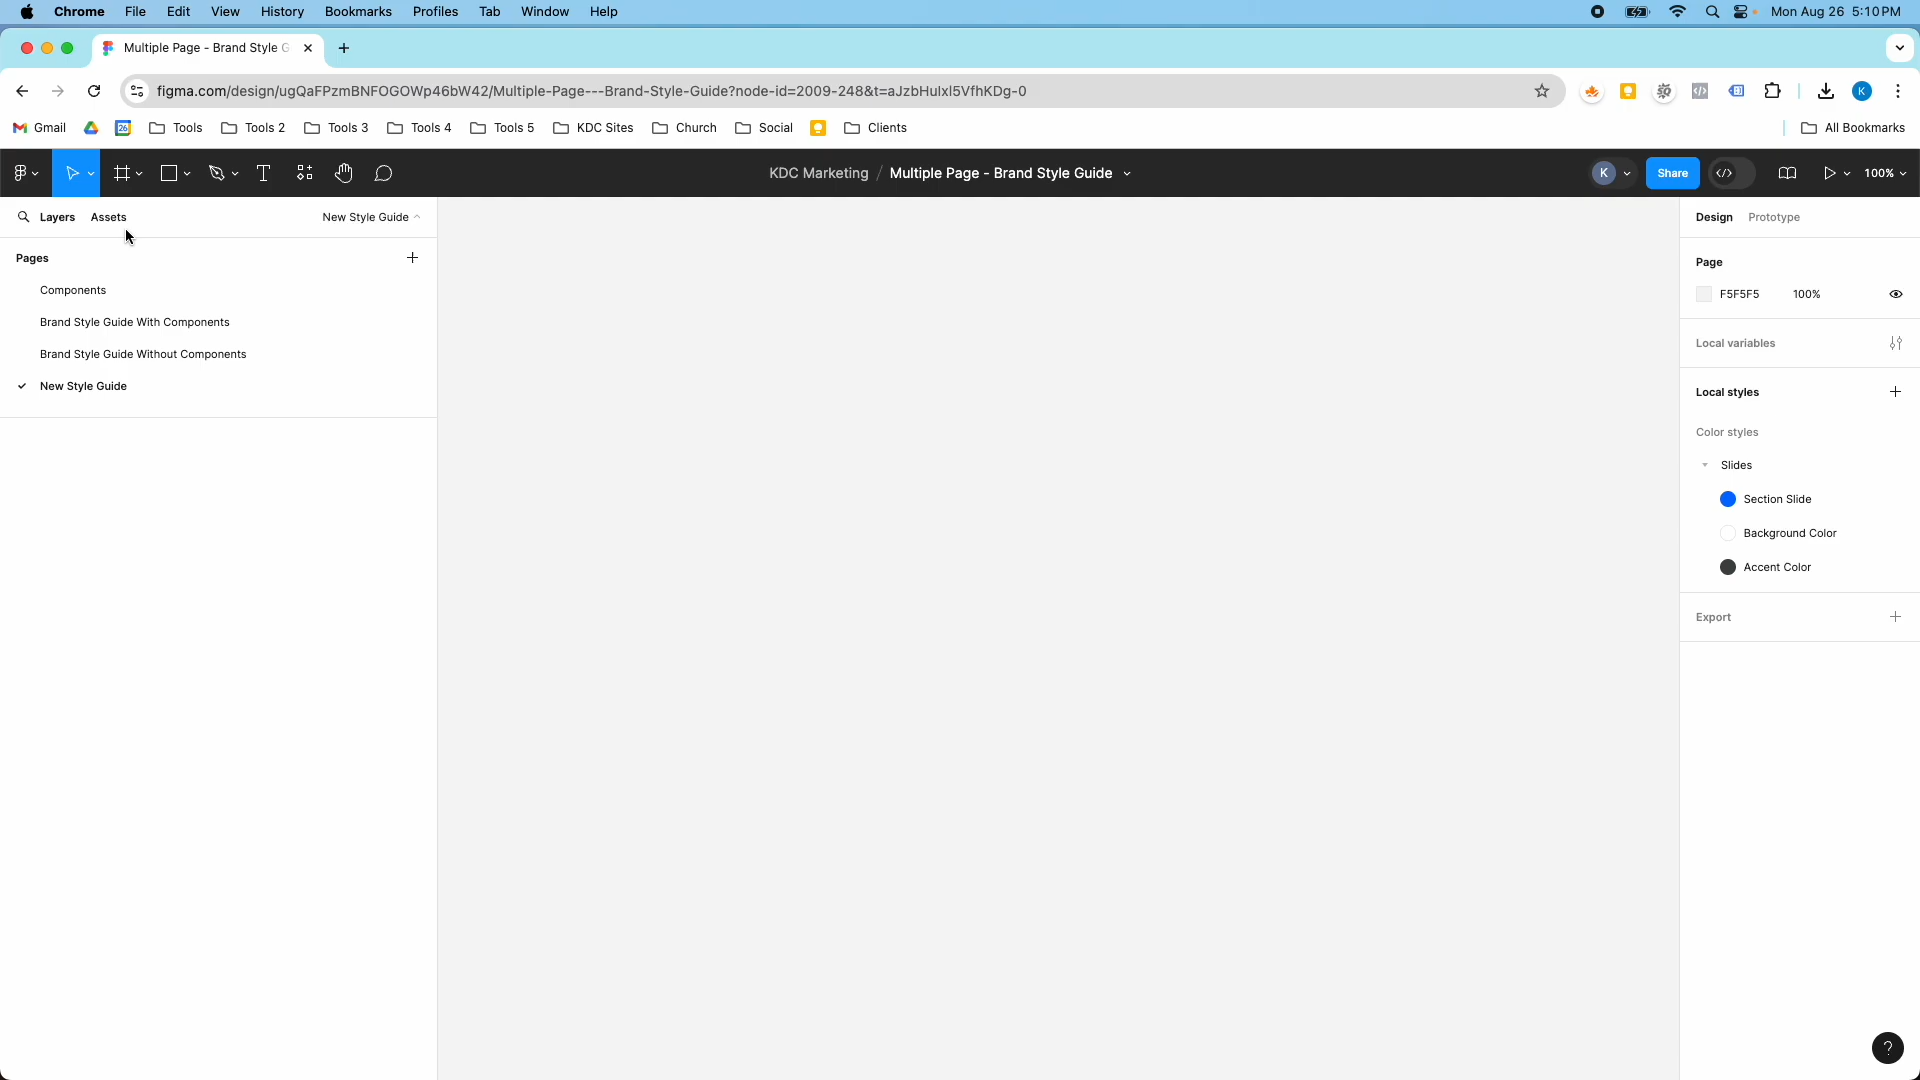 Chrome File Edit View History Bookmarks Profiles Tab Window Help Mon Aug 26 5:10 PM
Multiple Page - Brand Style G
figma.com/design/ugQaFPzmBNFOGOWp46bW42/Multiple-Page---Brand-Style-Guide?node-id=2009-248&t=aJzbHuIxl5VfhKDg-0 K
Gmail 26 Tools Tools 2 Tools 3 Tools 4 Tools 5 KDC Sites Church Social Clients All Bookmarks
KDC Marketing / Multiple Page - Brand Style Guide K Share 100%
Layers Assets New Style Guide Design Prototype
Pages
Page
Components
F5F5F5 100%
Brand Style Guide With Components
Local variables
Brand Style Guide Without Components
New Style Guide
Local styles
Color styles
Slides
Section Slide
Background Color
Accent Color
Export
?